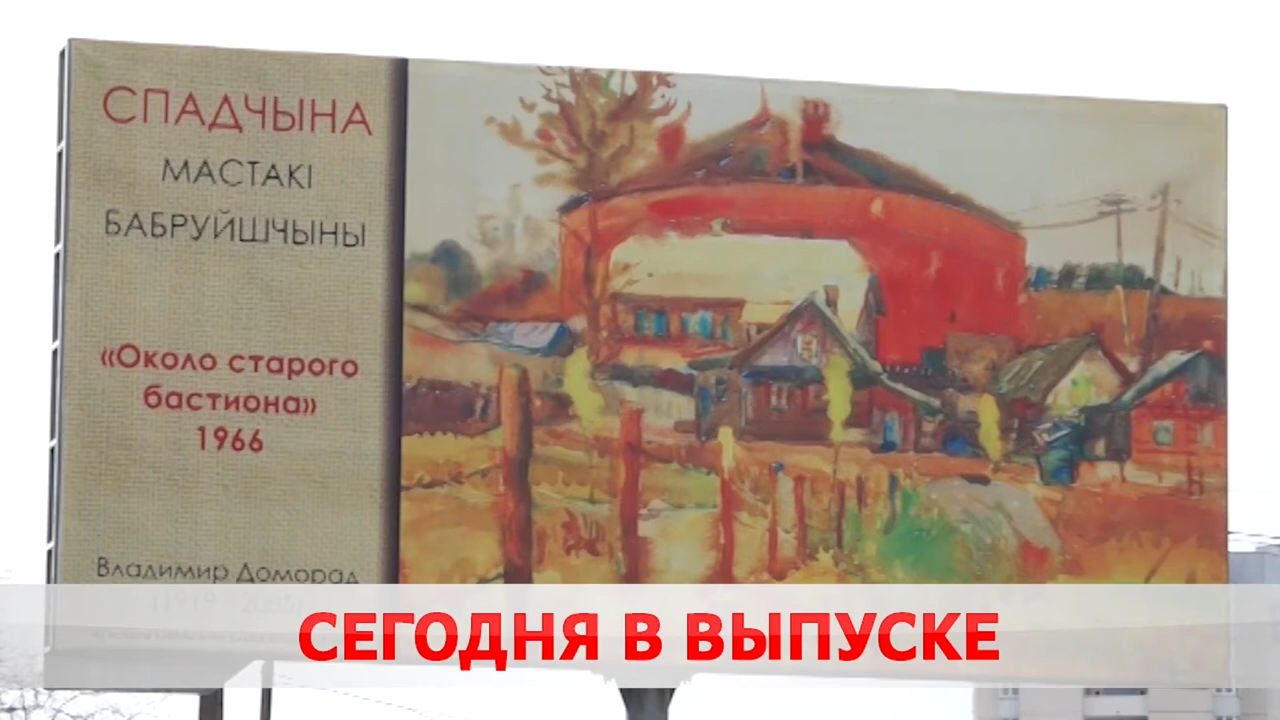 СПАДЧЫНА
МАСТАКІ
БАБРУЙШЧЫНЫ
«Около старого
бастиона»
1966
Владимир Доморад
СЕГОДНЯ В ВЫПУСКЕ